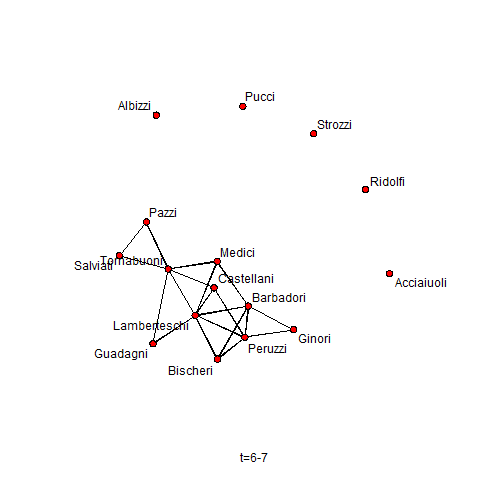 Pucci
Albizzi
Strozzi
Ridolfi
Pazzi
Medici
Tornabuoni
Salviati
Castellani
Acciaiuoli
Barbadori
Lamberteschi
Ginori
Peruzzi
Guadagni
Bischeri
t=6-7